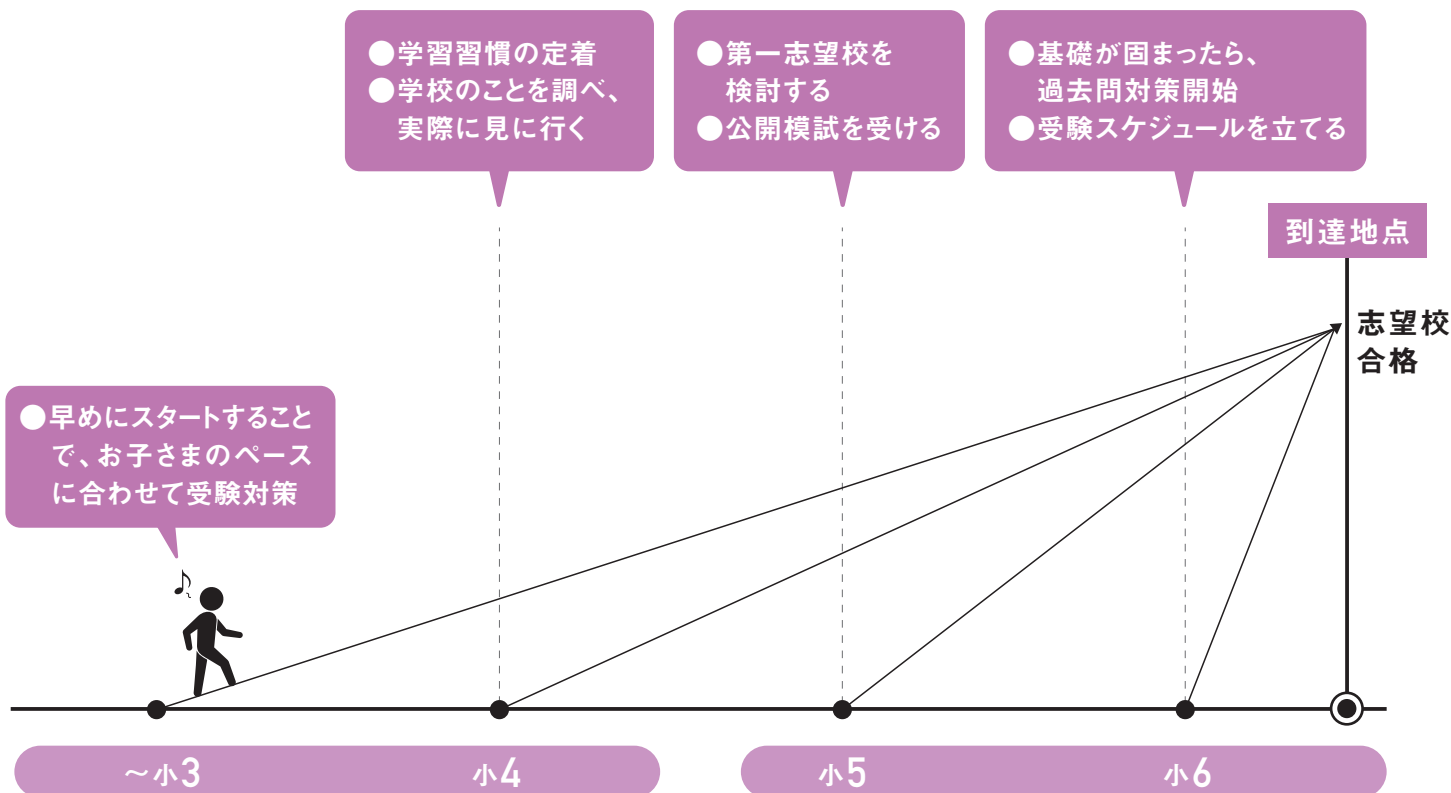 ●学習習慣の定着
●学校のことを調べ、
実際に見に行く
●第一志望校を
検討する
●公開模試を受ける
●基礎が固まったら、
過去問対策開始
●受験スケジュールを立てる
到達地点
志望校
合格
●早めにスタートすること
で、お子さまのペース
に合わせて受験対策
～小3
小4
小5
小6